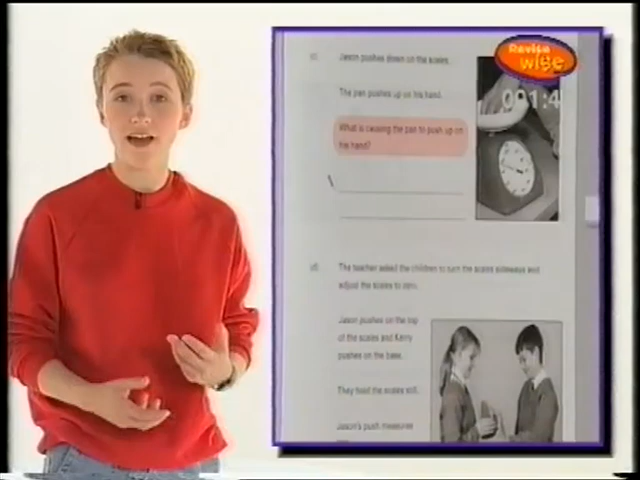 Revise
wise
001:4
c) Jason pushes down on the scales.
The pan pushes up on his hand.
What is causing the pan to push up on
his hand?
d) The teacher asked the children to turn the scales sideways and
adjust the scales to zero.
Jason pushes on the top
of the scales and Kerry
pushes on the base.
They hold the scales still.
Jason's push measures